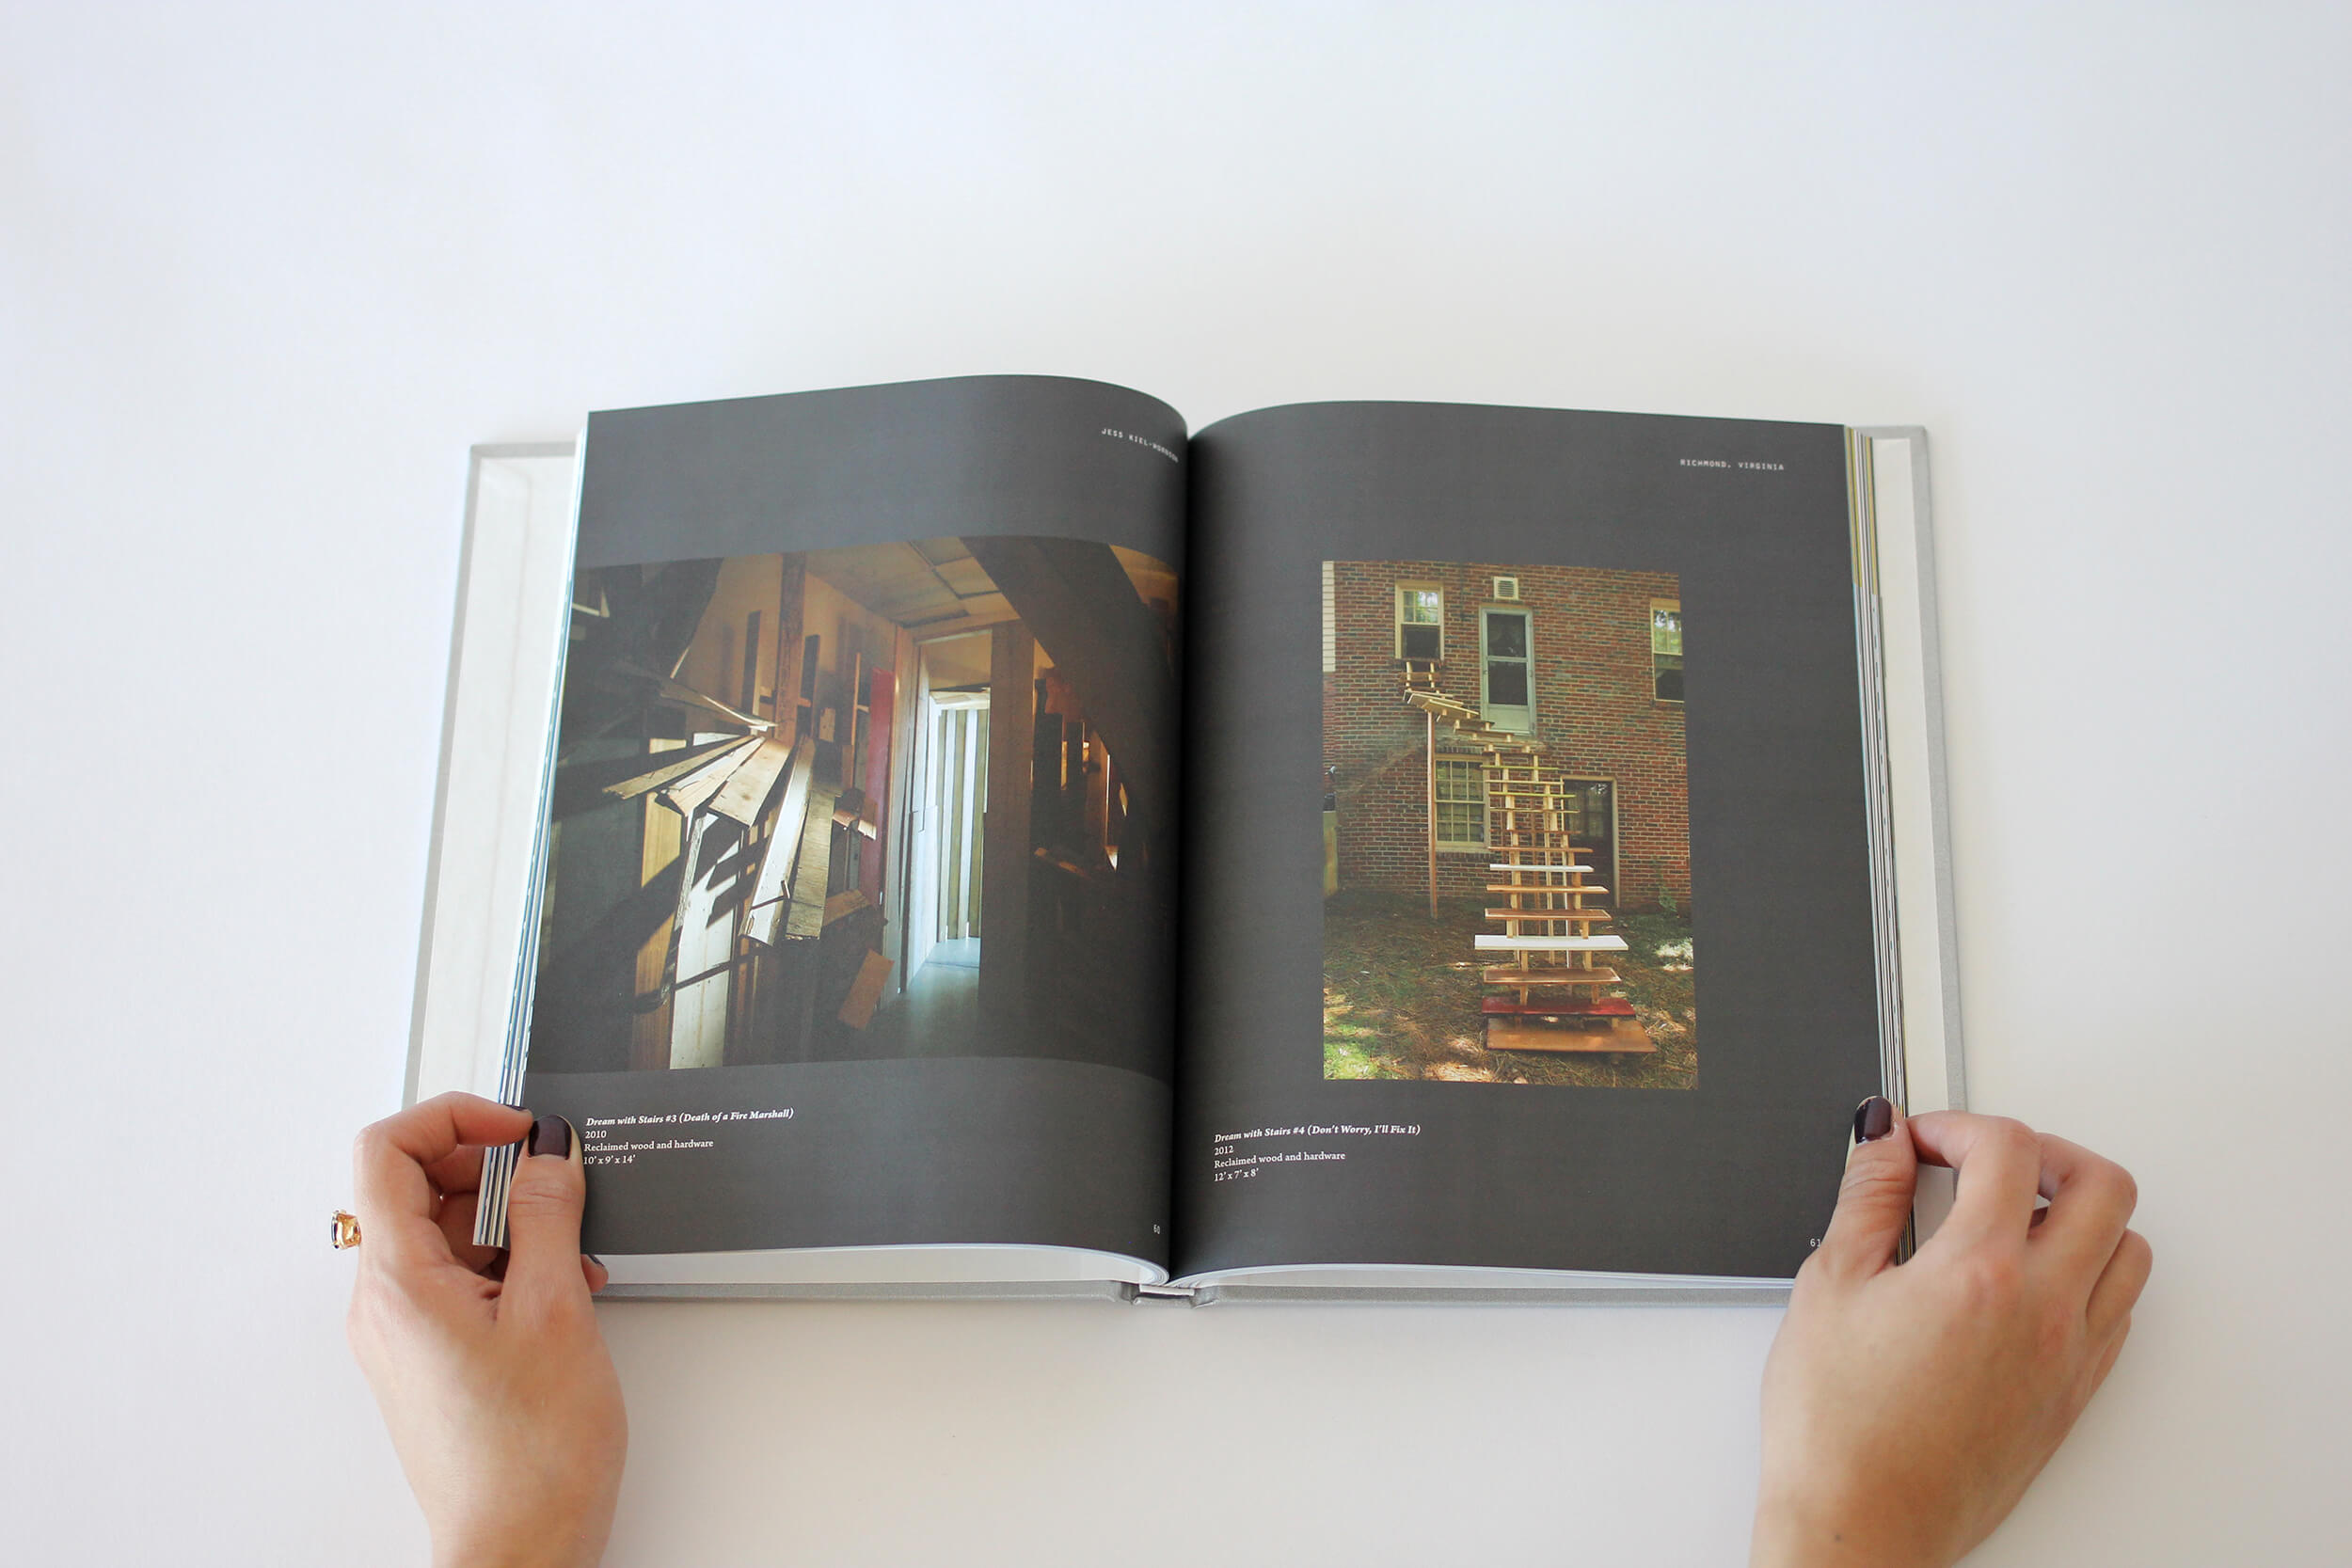 JESS KIEL-WORNSON
Dream with Stairs #3 (Death of a Fire Marshall)
2010
Reclaimed wood and hardware
10' x 9' x 14'
60
RICHMOND, VIRGINIA
Dream with Stairs #4 (Don't Worry, I'll Fix It)
2012
Reclaimed wood and hardware
12' x 7' x 8'
61